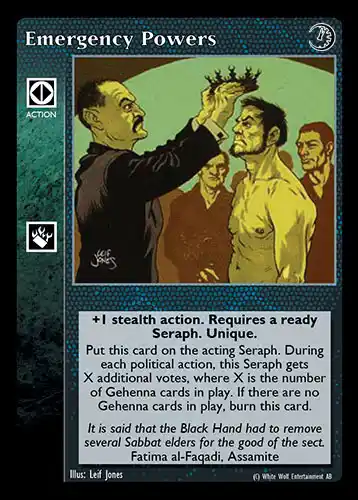 Emergency Powers
ACTION
LEIF
JONES
+1 stealth action. Requires a ready
Seraph. Unique.
Put this card on the acting Seraph. During
each political action, this Seraph gets
X additional votes, where X is the number
of Gehenna cards in play. If there are no
Gehenna cards in play, burn this card.
It is said that the Black Hand had to remove
several Sabbat elders for the good of the sect.
Fatima al-Faqadi, Assamite
Illus: Leif Jones
(C) White Wolf Entertainment AB